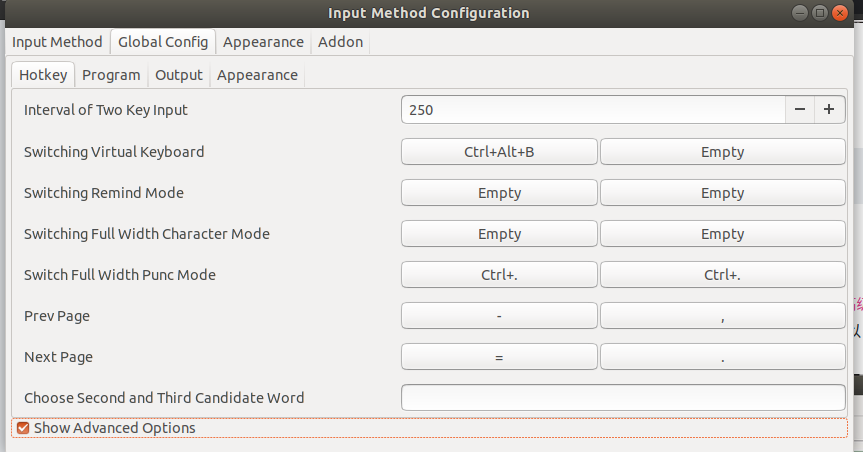 Input Method Configuration
Input Method Global Config Appearance Addon
Hotkey Program Output Appearance
Interval of Two Key Input 250 − +
Switching Virtual Keyboard Ctrl+Alt+B Empty
Switching Remind Mode Empty Empty
Switching Full Width Character Mode Empty Empty
Switch Full Width Punc Mode Ctrl+. Ctrl+.
Prev Page - ,
Next Page = .
Choose Second and Third Candidate Word
Show Advanced Options